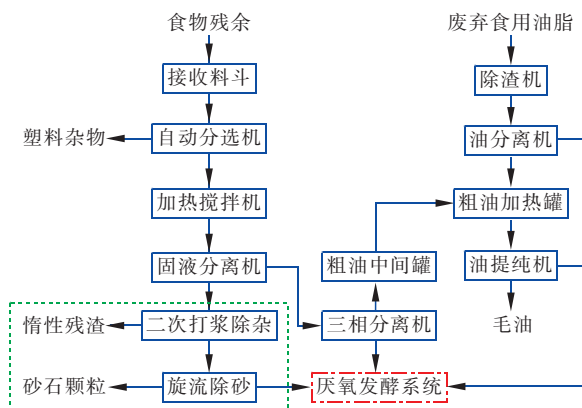 食物残余
废弃食用油脂
接收料斗
除渣机
塑料杂物
自动分选机
油分离机
加热搅拌机
粗油加热罐
固液分离机
粗油中间罐
油提纯机
惰性残渣
二次打浆除杂
三相分离机
毛油
砂石颗粒
旋流除砂
厌氧发酵系统